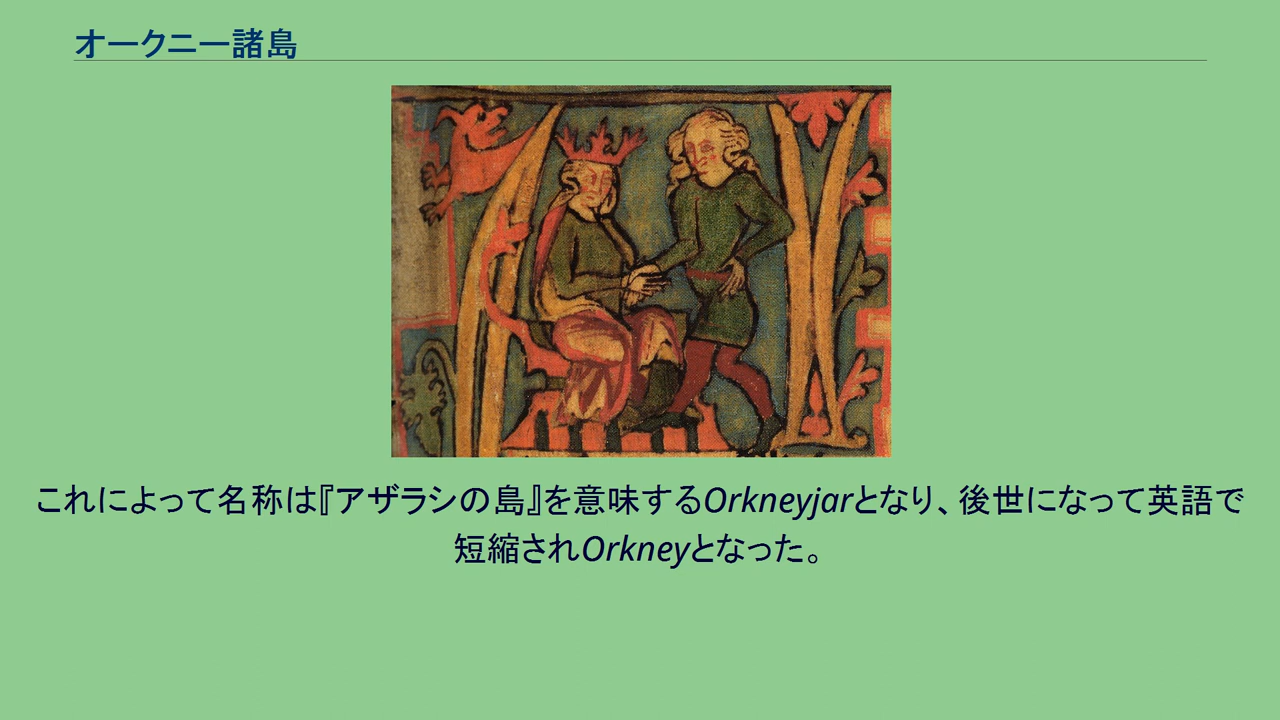 オークニー諸島
これによって名称は『アザラシの島』を意味するOrkneyjarとなり、後世になって英語で
短縮されOrkneyとなった。